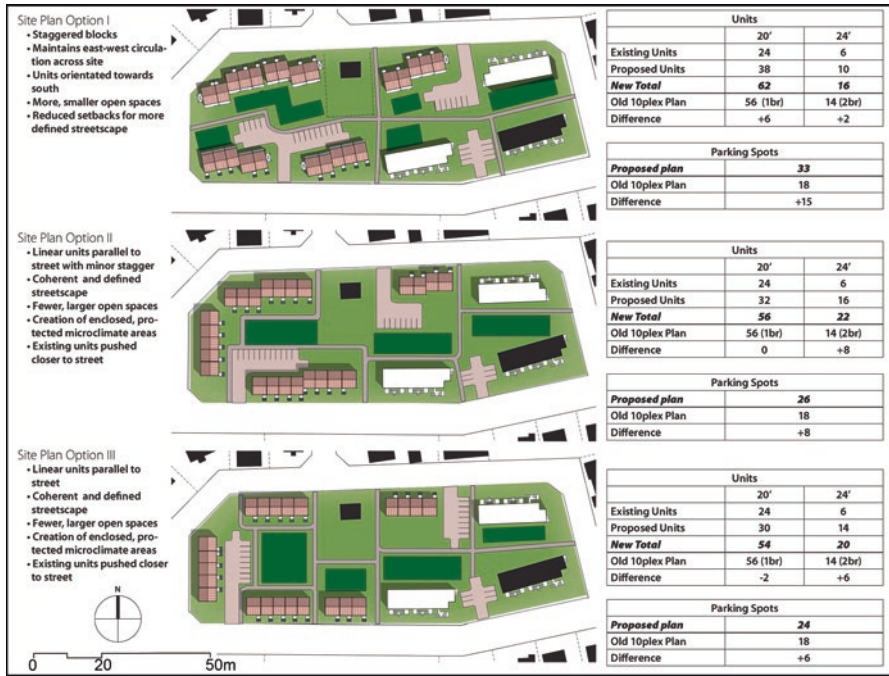 Site Plan Option I
• Staggered blocks
• Maintains east-west circula-
tion across site
• Units orientated towards
south
• More, smaller open spaces
• Reduced setbacks for more
defined streetscape
Units
20' 24'
Existing Units 24 6
Proposed Units 38 10
New Total 62 16
Old 10plex Plan 56 (1br) 14 (2br)
Difference +6 +2
Parking Spots
Proposed plan 33
Old 10plex Plan 18
Difference +15
Site Plan Option II
• Linear units parallel to
street with minor stagger
• Coherent and defined
streetscape
• Fewer, larger open spaces
• Creation of enclosed, pro-
tected microclimate areas
• Existing units pushed
closer to street
Units
20' 24'
Existing Units 24 6
Proposed Units 32 16
New Total 56 22
Old 10plex Plan 56 (1br) 14 (2br)
Difference 0 +8
Parking Spots
Proposed plan 26
Old 10plex Plan 18
Difference +8
Site Plan Option III
• Linear units parallel to
street
• Coherent and defined
streetscape
• Fewer, larger open spaces
• Creation of enclosed, pro-
tected microclimate areas
• Existing units pushed closer
to street
N
0 20 50m
Units
20' 24'
Existing Units 24 6
Proposed Units 30 14
New Total 54 20
Old 10plex Plan 56 (1br) 14 (2br)
Difference -2 +6
Parking Spots
Proposed plan 24
Old 10plex Plan 18
Difference +6